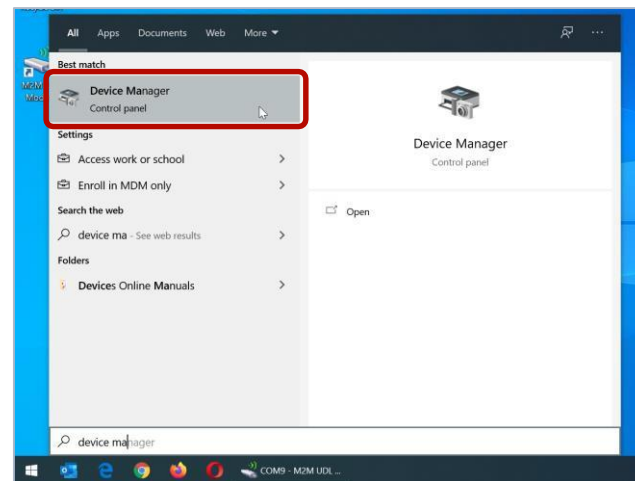 All Apps Documents Web More
Best match
Device Manager
Control panel
Settings
Access work or school
Enroll in MDM only
Search the web
device ma - See web results
Folders
Devices Online Manuals
Device Manager
Control panel
Open
device manager
COM9 - M2M UDL ...